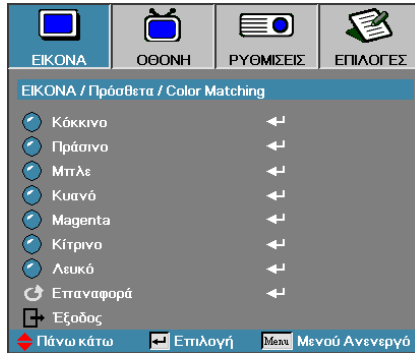 ΕΙΚΟΝΑ ΟΘΟΝΗ ΡΥΘΜΙΣΕΙΣ ΕΠΙΛΟΓΕΣ
ΕΙΚΟΝΑ / Πρόσθετα / Color Matching
Κόκκινο
Πράσινο
Μπλε
Κυανό
Magenta
Κίτρινο
Λευκό
Επαναφορά
Έξοδος
Πάνω κάτω Επιλογή Menu Μενού Ανενεργό